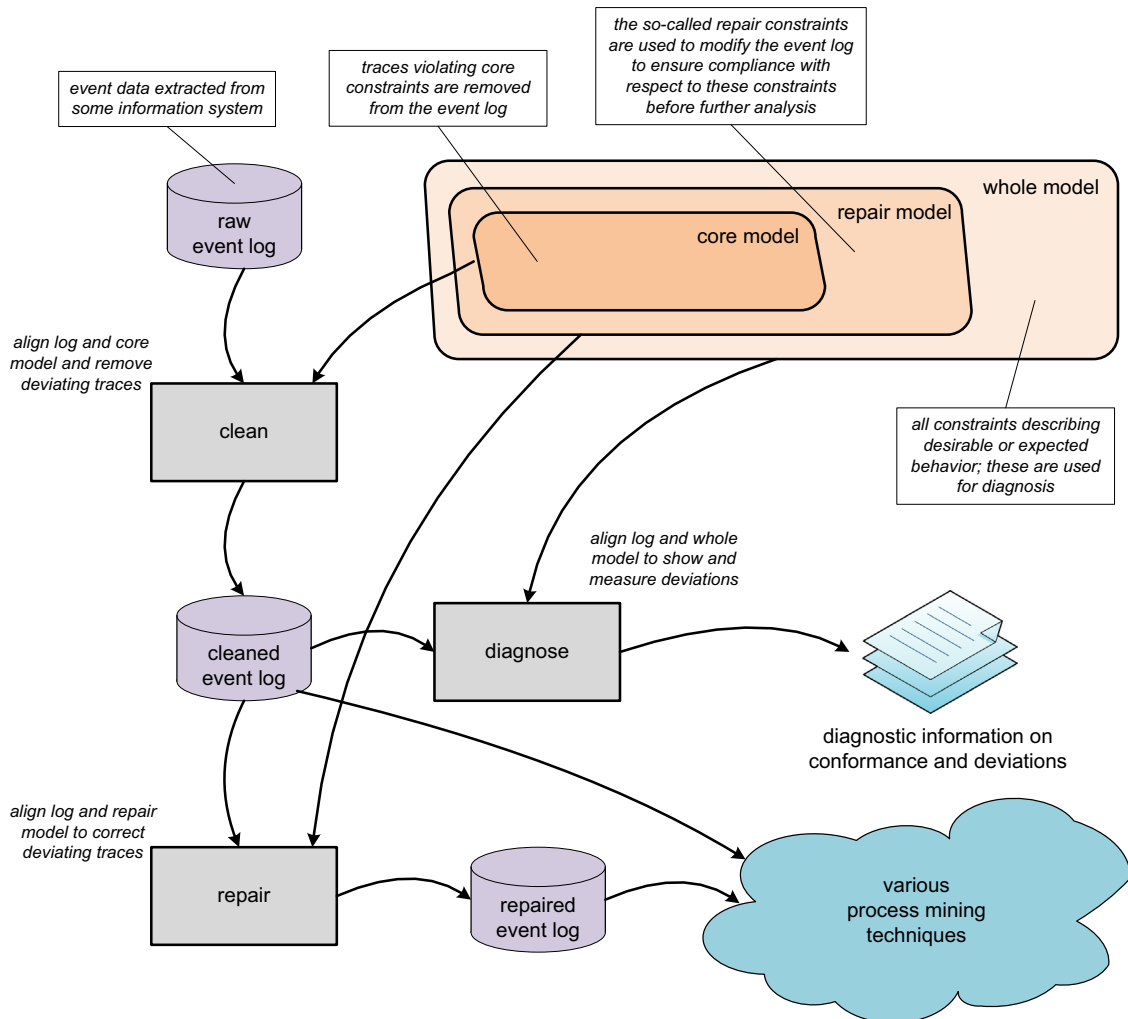 the so-called repair constraints
are used to modify the event log
to ensure compliance with
respect to these constraints
before further analysis
traces violating core
constraints are removed
from the event log
event data extracted from
some information system
whole model
repair model
core model
raw
event log
align log and core
model and remove
deviating traces
clean
all constraints describing
desirable or expected
behavior; these are used
for diagnosis
align log and whole
model to show and
measure deviations
cleaned
event log
diagnose
diagnostic information on
conformance and deviations
align log and repair
model to correct
deviating traces
repair
repaired
event log
various
process mining
techniques